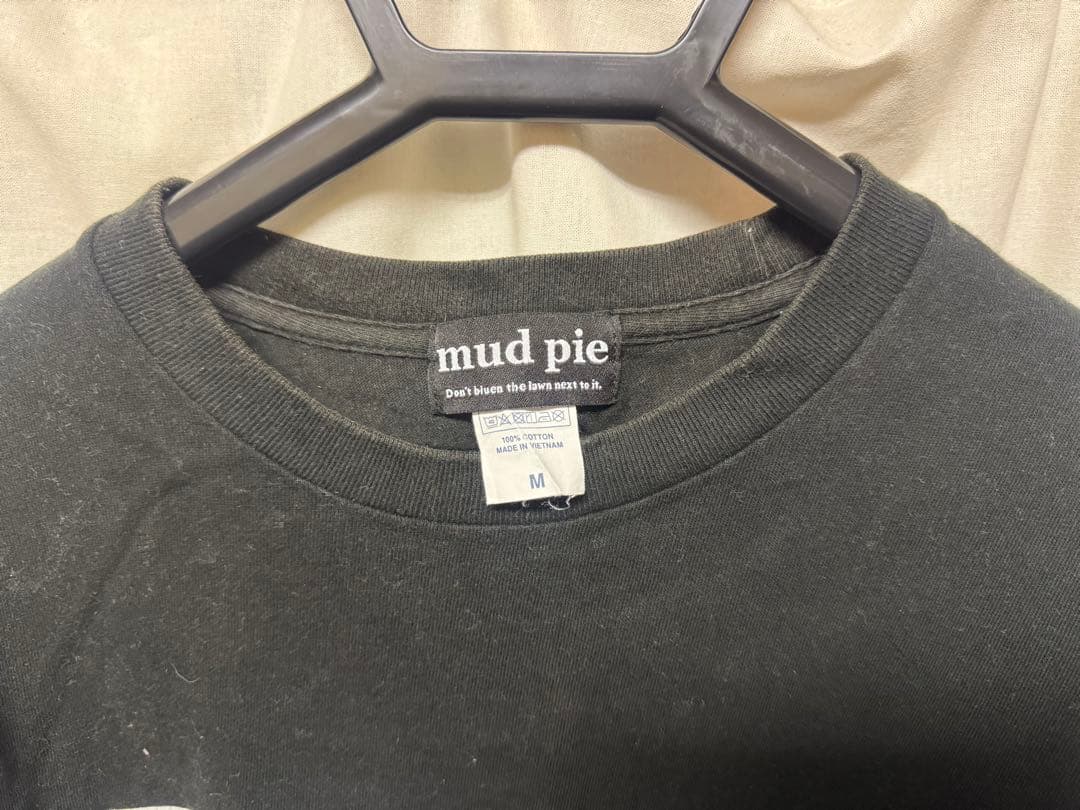 mud pie
Don't bluen the lawn next to it.
100% COTTON
MADE IN VIETNAM
M